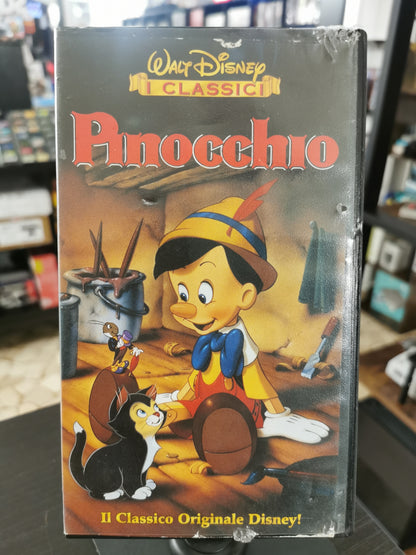 Walt Disney
I CLASSICI
Pinocchio
Il Classico Originale Disney!